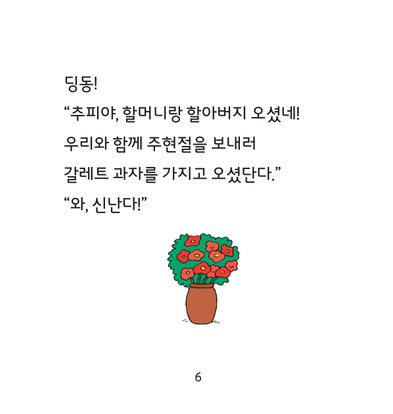 딩동!
“추피야, 할머니랑 할아버지 오셨네!
우리와 함께 주현절을 보내러
갈레트 과자를 가지고 오셨단다.”
“와, 신난다!”
6